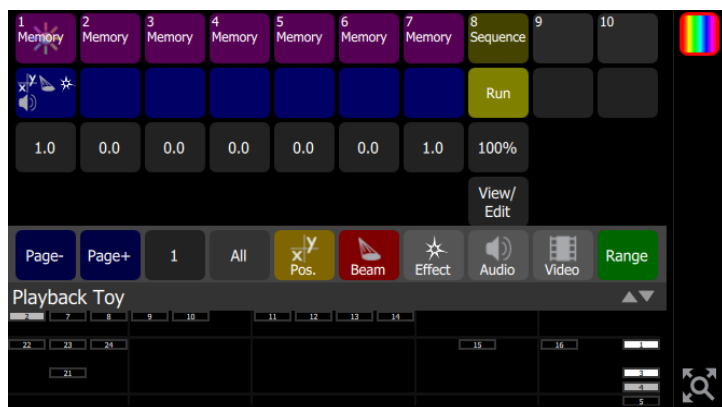 1 2 3 4 5 6 7 8 9 10
Memory Memory Memory Memory Memory Memory Memory Sequence
x y
Run
1.0 0.0 0.0 0.0 0.0 0.0 1.0 100%
View/
Edit
Page- Page+ 1 All x y Pos. Beam Effect Audio Video Range
Playback Toy
2 7 8 9 10 11 12 13 14
22 23 24 15 16 1
21 3
4
5